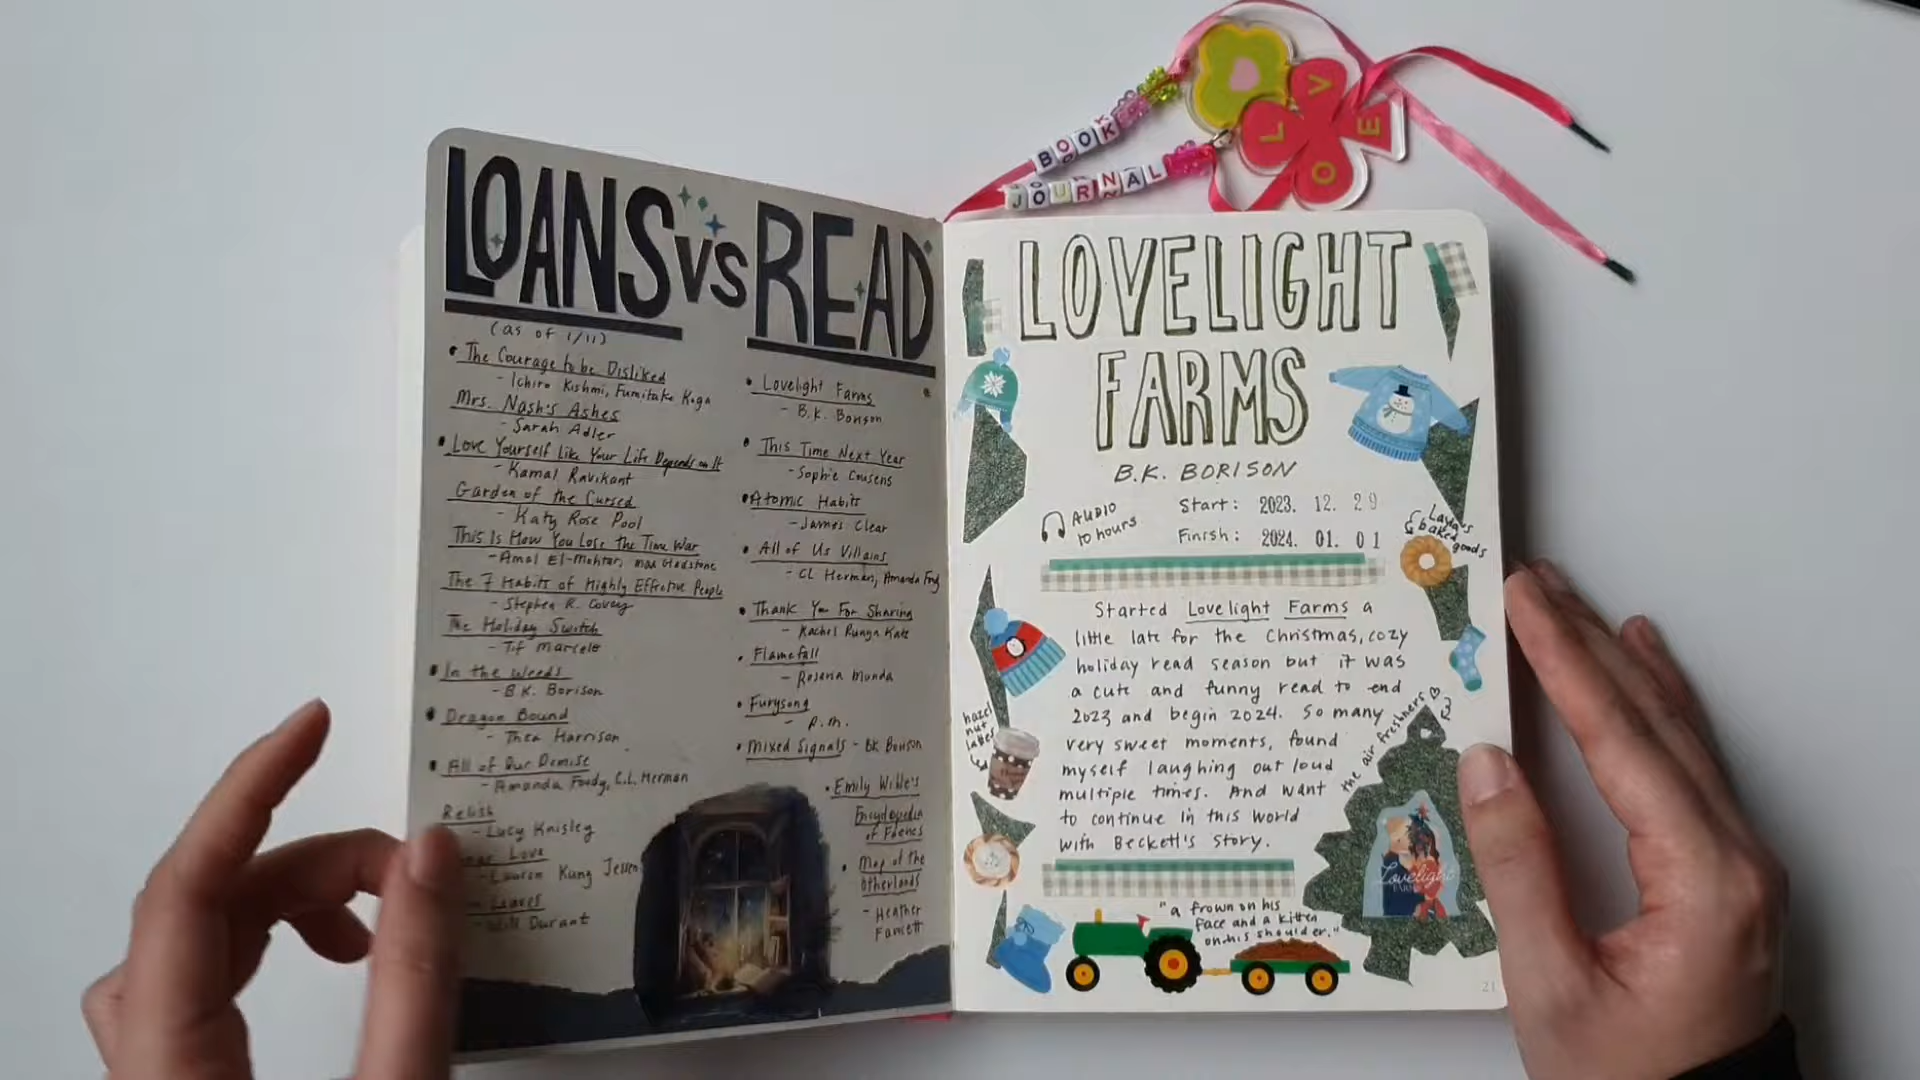 BOOK
JOURNAL
LOVE
LOANS VS READ
(as of 1/11)
• The Courage to be Disliked
- Ichiro Kishmi, Fumitake Koga
Mrs. Nash's Ashes
- Sarah Adler
• Love Yourself Like Your Life Depends on It
- Kamal Ravikant
Garden of the Cursed
- Katy Rose Pool
This Is How You Lose the Time War
- Amal El-Mohtar, Max Gladstone
The 7 Habits of Highly Effective People
- Stephen R. Covey
The Holiday Switch
- Tif Marcelo
• In the Weeds
- B.K. Borison
• Dragon Bound
- Thea Harrison
• All of Our Demise
- Amanda Foody, C.L. Herman
Relish
- Lucy Knisley
Love
- Lauren Kung Jessen
Leaves
- Will Durant
• Lovelight Farms
- B.K. Borison
• This Time Next Year
- Sophie Cousens
• Atomic Habits
- James Clear
• All of Us Villains
- CL Herman, Amanda Foody
• Thank You For Sharing
- Rachel Runya Katz
• Flamefall
- Rosaria Munda
• Furysong
- R.M.
• Mixed Signals - BK Borison
• Emily Wilde's
Encyclopedia
of Faeries
• Map of the
Otherlands
- Heather
Fawcett
LOVELIGHT
FARMS
B.K. BORISON
AUDIO
10 hours
Start: 2023. 12. 29
Finish: 2024. 01. 01
Layla's
baked
goods
Started Lovelight Farms a
little late for the Christmas, cozy
holiday read season but it was
a cute and funny read to end
2023 and begin 2024. So many
very sweet moments, found
myself laughing out loud
multiple times. And want
to continue in this world
with Beckett's story.
hazel
nut
lattes
the air fresheners
Lovelight
FARMS
"a frown on his
face and a kitten
on his shoulder."
21